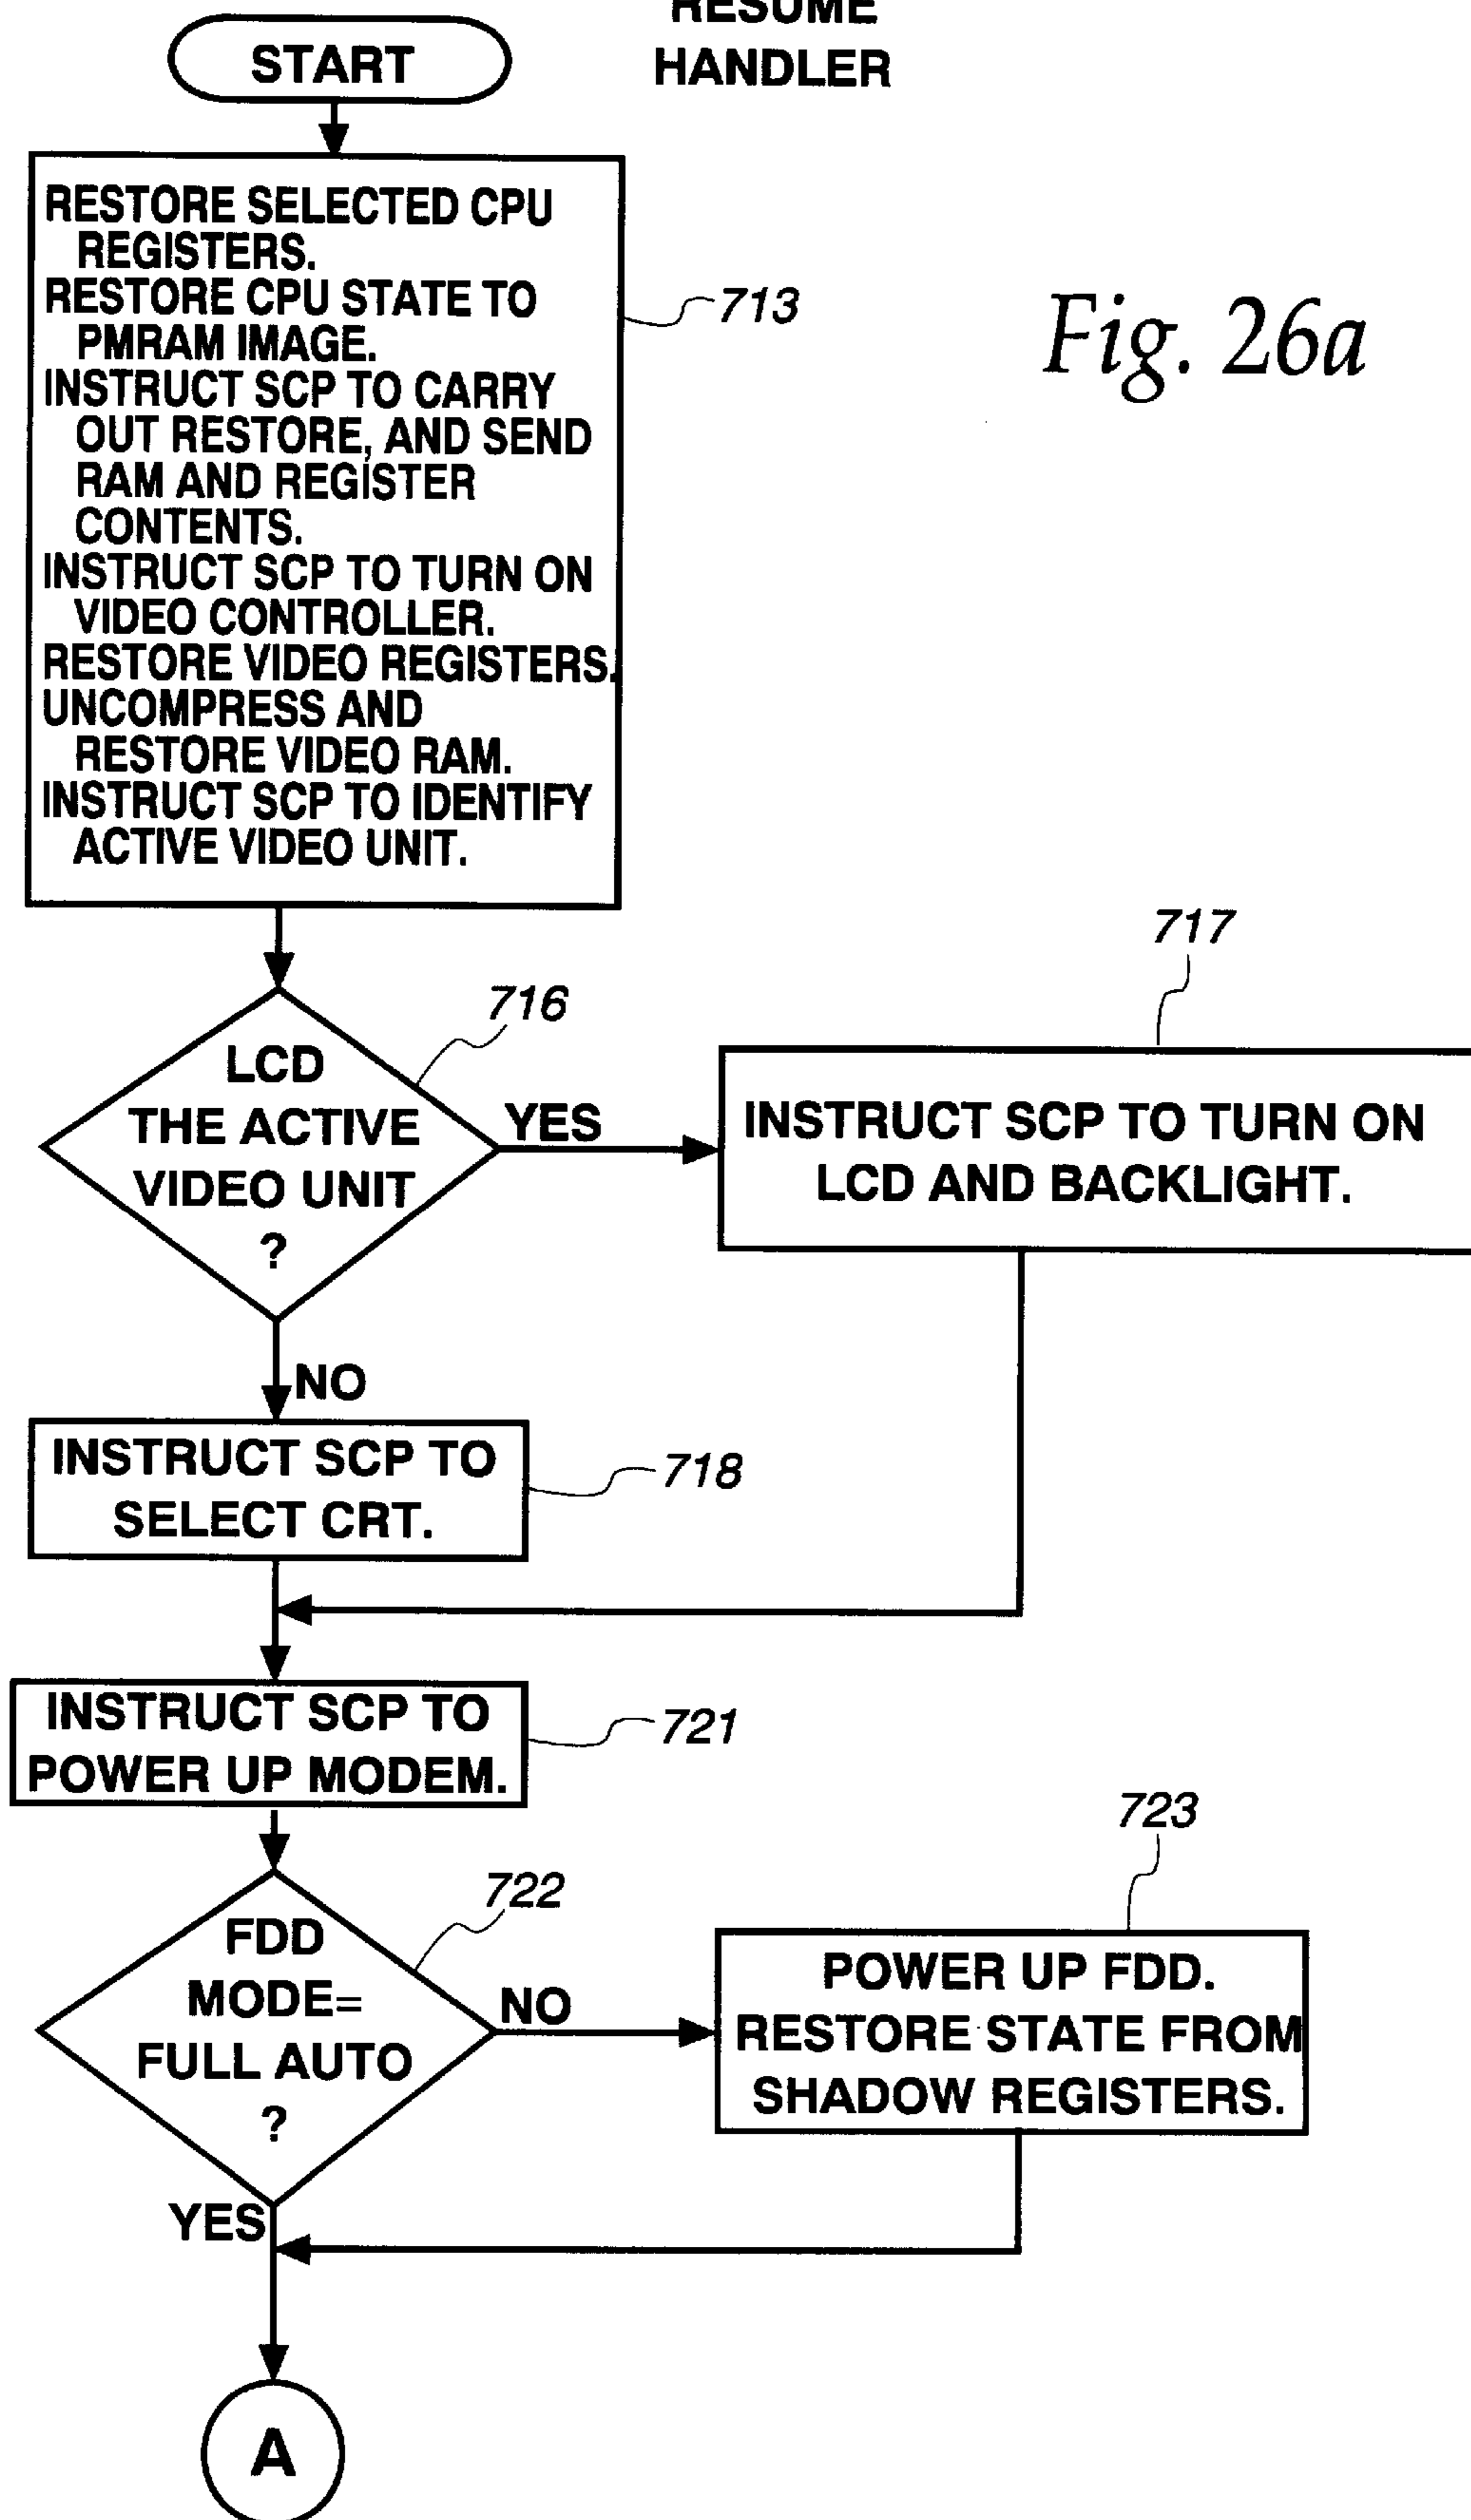 RESUME
HANDLER
START
RESTORE SELECTED CPU
REGISTERS.
RESTORE CPU STATE TO
PMRAM IMAGE.
INSTRUCT SCP TO CARRY
OUT RESTORE, AND SEND
RAM AND REGISTER
CONTENTS.
INSTRUCT SCP TO TURN ON
VIDEO CONTROLLER.
RESTORE VIDEO REGISTERS.
UNCOMPRESS AND
RESTORE VIDEO RAM.
INSTRUCT SCP TO IDENTIFY
ACTIVE VIDEO UNIT.
713
Fig. 26a
716
LCD
THE ACTIVE
VIDEO UNIT
?
YES
717
INSTRUCT SCP TO TURN ON
LCD AND BACKLIGHT.
NO
INSTRUCT SCP TO
SELECT CRT.
718
INSTRUCT SCP TO
POWER UP MODEM.
721
722
FDD
MODE=
FULL AUTO
?
NO
723
POWER UP FDD.
RESTORE STATE FROM
SHADOW REGISTERS.
YES
A